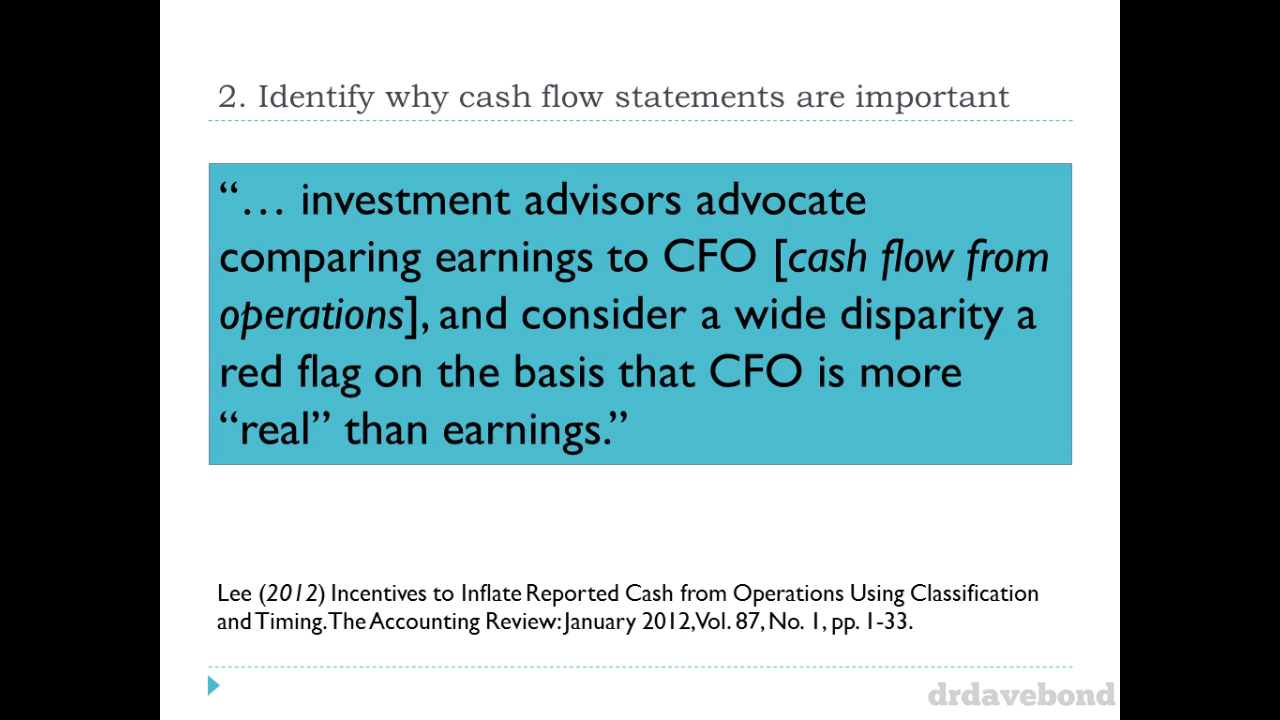 2. Identify why cash flow statements are important
“… investment advisors advocate
comparing earnings to CFO [cash flow from
operations], and consider a wide disparity a
red flag on the basis that CFO is more
“real” than earnings.”
Lee (2012) Incentives to Inflate Reported Cash from Operations Using Classification
and Timing. The Accounting Review: January 2012, Vol. 87, No. 1, pp. 1-33.
drdavebond